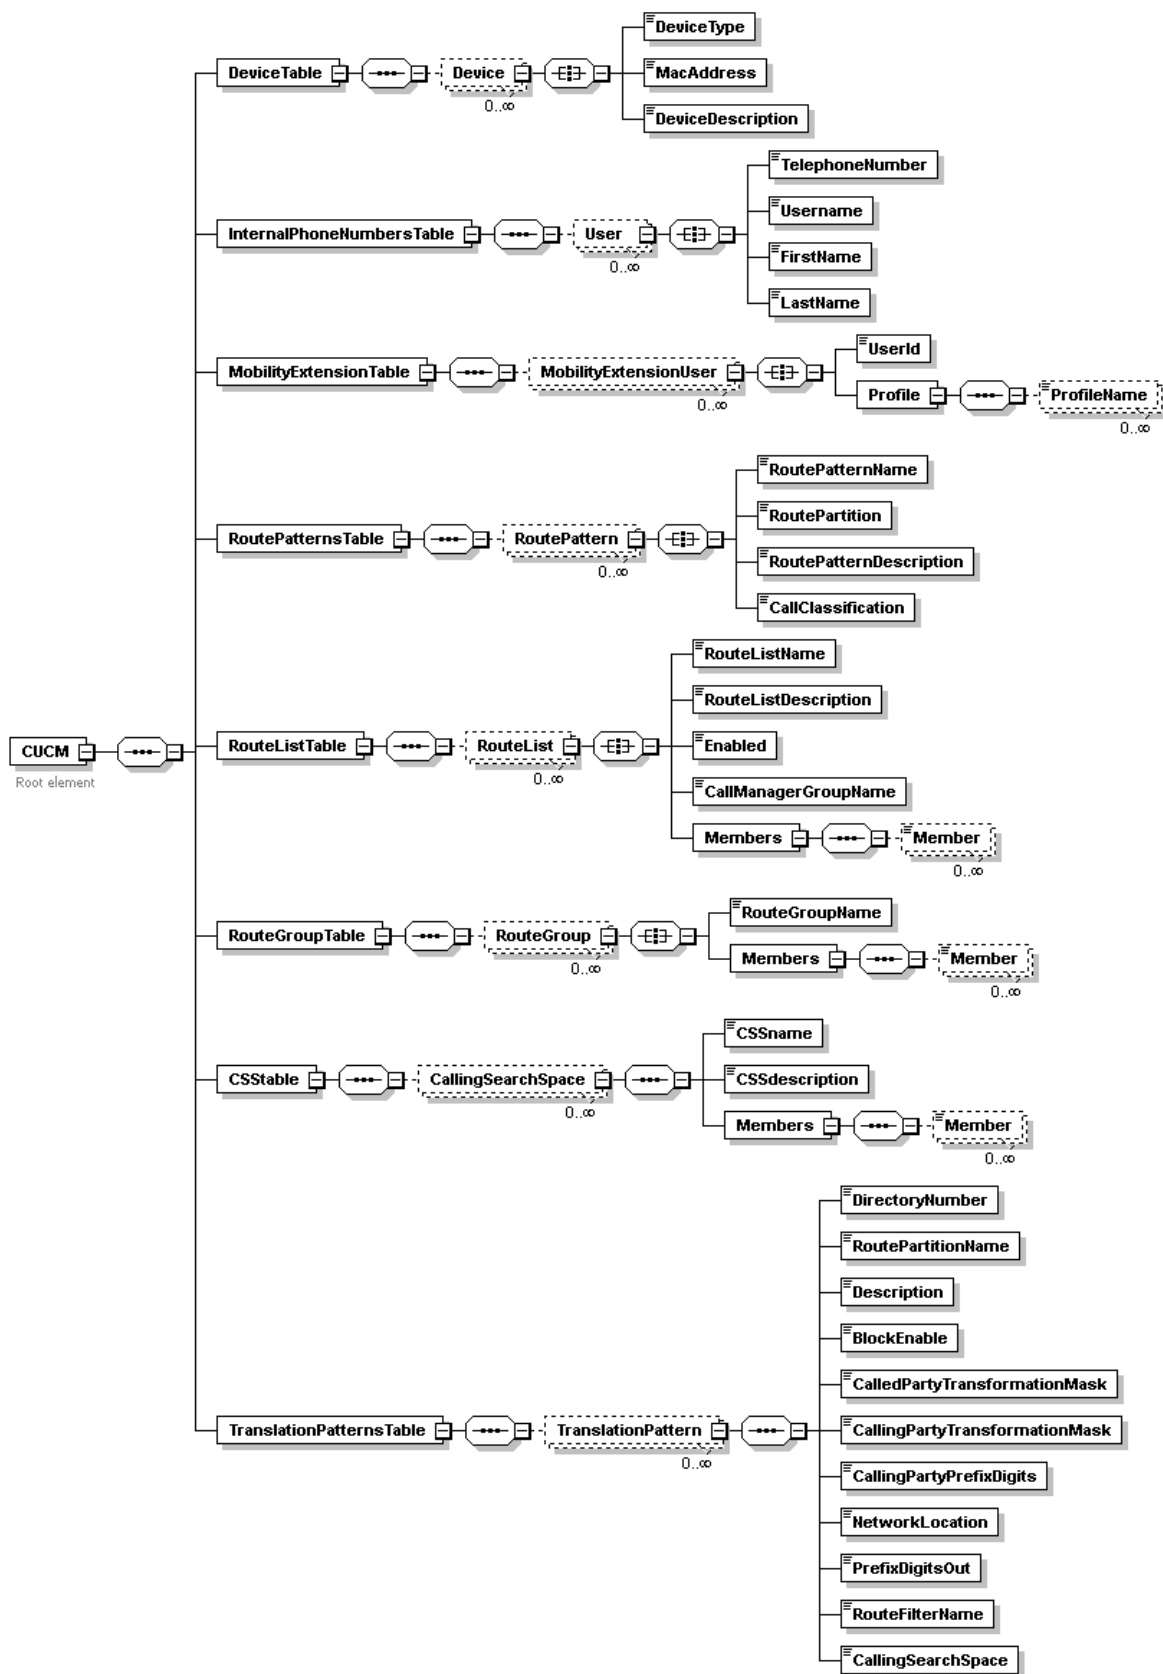 DeviceType
DeviceTable
Device
MacAddress
0..∞
DeviceDescription
TelephoneNumber
Username
InternalPhoneNumbersTable
User
0..∞
FirstName
LastName
UserId
MobilityExtensionTable
MobilityExtensionUser
0..∞
Profile
ProfileName
0..∞
RoutePatternName
RoutePartition
RoutePatternsTable
RoutePattern
0..∞
RoutePatternDescription
CallClassification
RouteListName
RouteListDescription
CUCM
Root element
RouteListTable
RouteList
0..∞
Enabled
CallManagerGroupName
Members
Member
0..∞
RouteGroupName
RouteGroupTable
RouteGroup
0..∞
Members
Member
0..∞
CSSname
CSStable
CallingSearchSpace
0..∞
CSSdescription
Members
Member
0..∞
DirectoryNumber
RoutePartitionName
Description
BlockEnable
CalledPartyTransformationMask
TranslationPatternsTable
TranslationPattern
0..∞
CallingPartyTransformationMask
CallingPartyPrefixDigits
NetworkLocation
PrefixDigitsOut
RouteFilterName
CallingSearchSpace